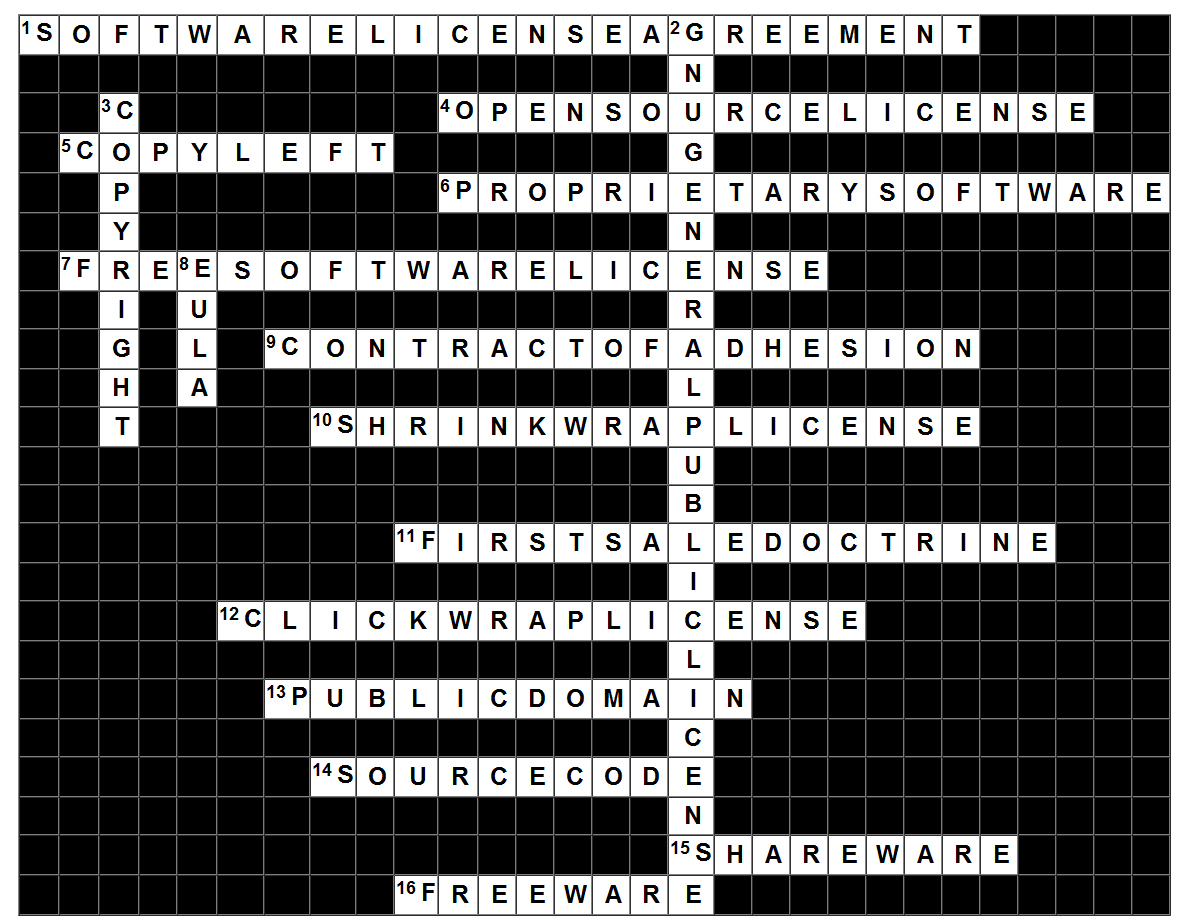 1SOFTWARELICENSEA2GREEMENT
N
3C 4OPENSOURCELICENSE
5COPYLEFT G
P 6PROPRIETARYSOFTWARE
Y N
7FRE8ESOFTWARELICENSE
I U R
G L 9CONTRACTOFADHESION
H A L
T 10SHRINKWRAPLICENSE
U
B
11FIRSTSALEDOCTRINE
I
12CLICKWRAPLICENSE
L
13PUBLICDOMAIN
C
14SOURCECODE
N
15SHAREWARE
16FREEWARE